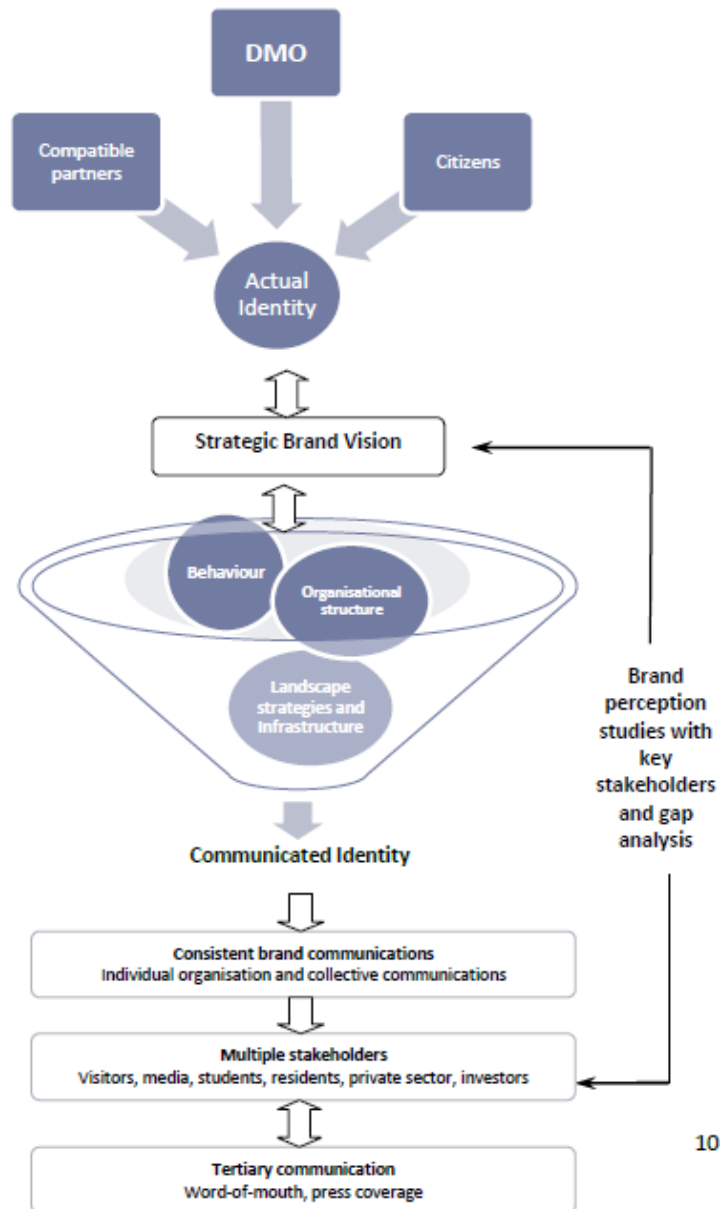 DMO
Compatible
partners
Citizens
Actual
Identity
Strategic Brand Vision
Behaviour
Organisational
structure
Landscape
strategies and
Infrastructure
Brand
perception
studies with
key
stakeholders
and gap
analysis
Communicated Identity
Consistent brand communications
Individual organisation and collective communications
Multiple stakeholders
Visitors, media, students, residents, private sector, investors
10
Tertiary communication
Word-of-mouth, press coverage